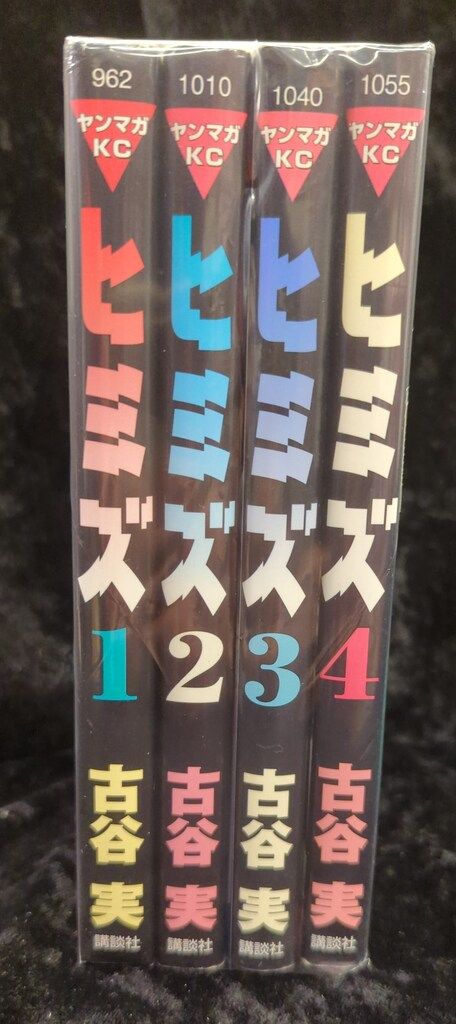 962
ヤンマガ
KC
ヒミズ
1
古谷 実
講談社
1010
ヤンマガ
KC
ヒミズ
2
古谷 実
講談社
1040
ヤンマガ
KC
ヒミズ
3
古谷 実
講談社
1055
ヤンマガ
KC
ヒミズ
4
古谷 実
講談社